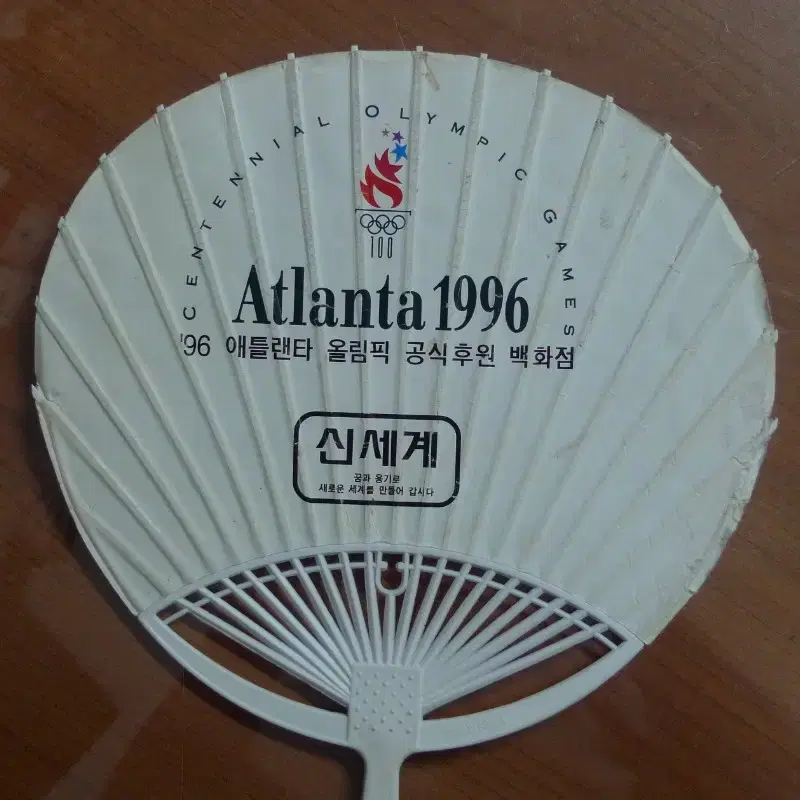 CENTENNIAL OLYMPIC GAMES
100
Atlanta 1996
'96 애틀랜타 올림픽 공식후원 백화점
신세계
꿈과 용기로
새로운 세계를 만들어 갑시다